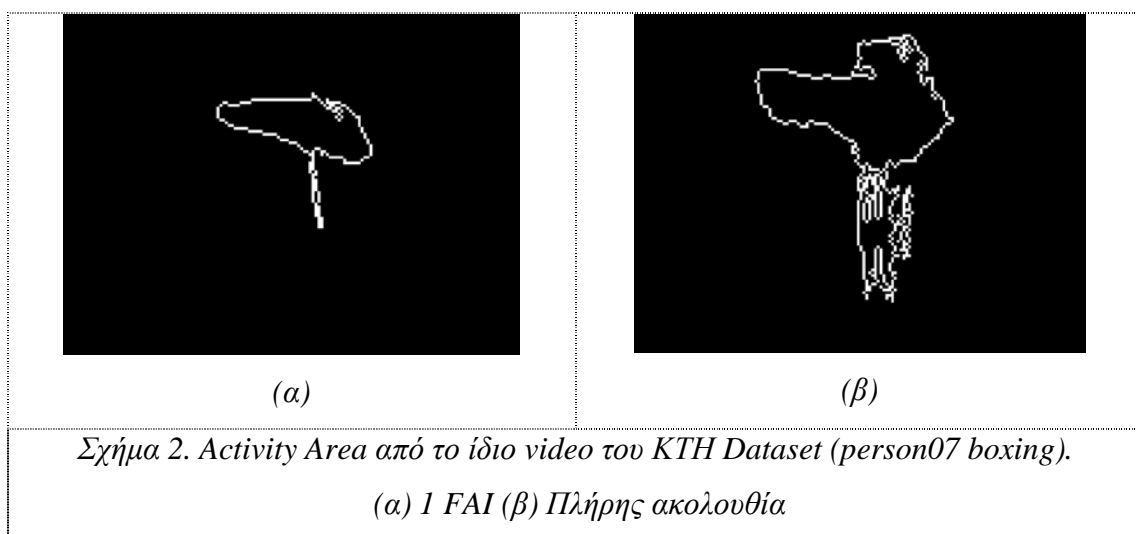 (α)
(β)
Σχήμα 2. Activity Area από το ίδιο video του KTH Dataset (person07 boxing).
(α) 1 FAI (β) Πλήρης ακολουθία